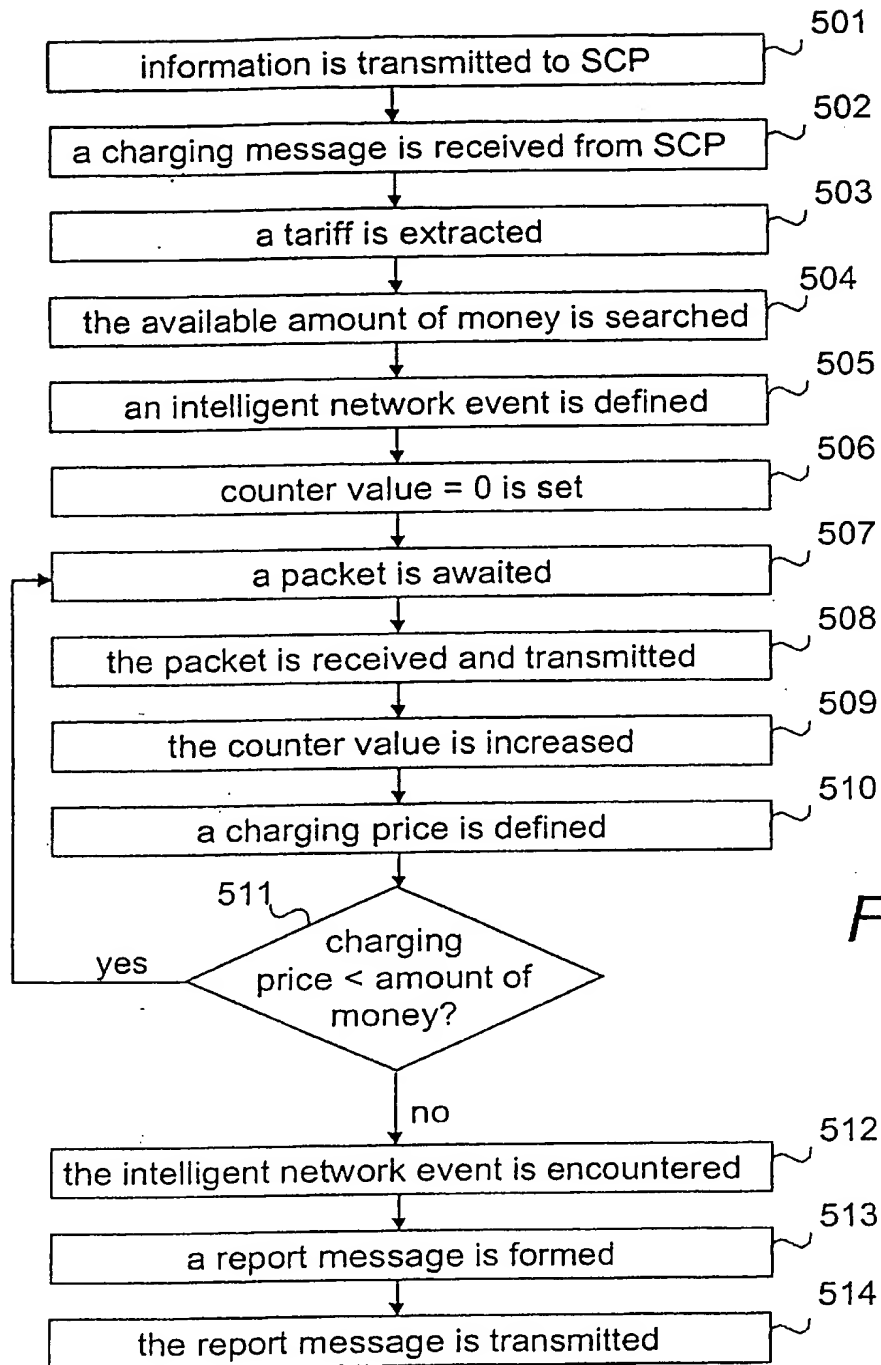 501
information is transmitted to SCP
502
a charging message is received from SCP
503
a tariff is extracted
504
the available amount of money is searched
505
an intelligent network event is defined
506
counter value = 0 is set
507
a packet is awaited
508
the packet is received and transmitted
509
the counter value is increased
510
a charging price is defined
511
charging
price < amount of
money?
yes
no
F
512
the intelligent network event is encountered
513
a report message is formed
514
the report message is transmitted